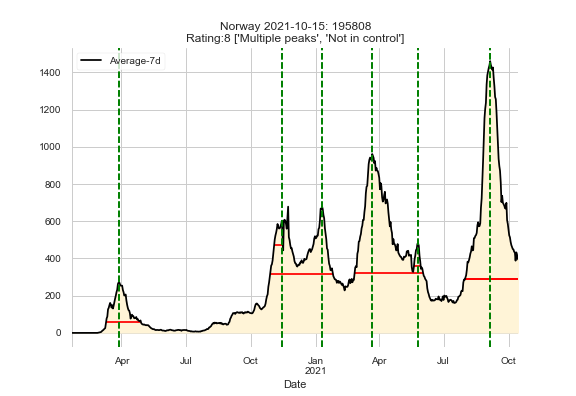 Norway 2021-10-15: 195808
Rating:8 ['Multiple peaks', 'Not in control']
Average-7d
1400
1200
1000
800
600
400
200
0
Apr Jul Oct Jan Apr Jul Oct
2021
Date